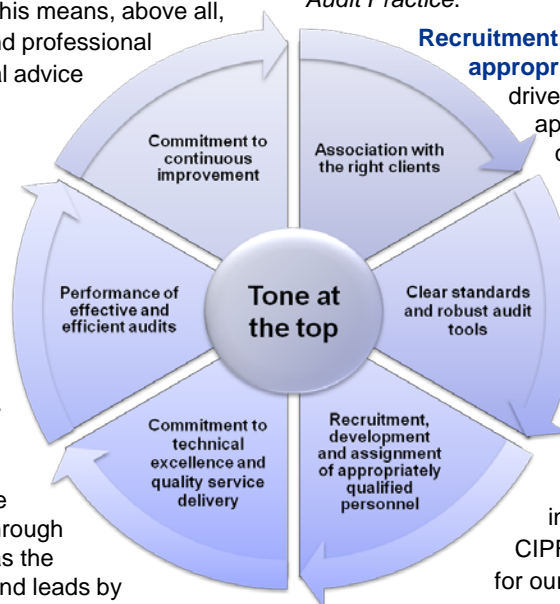 his means, above all,
nd professional
al advice
Audit Practice.
Recruitment
appropr
drive
ap
Commitment to
continuous
improvement
Association with
the right clients
Performance of
effective and
efficient audits
Tone at
the top
Clear standards
and robust audit
tools
Commitment to
technical
excellence and
quality service
delivery
Recruitment,
development
and assignment
of appropriately
qualified
personnel
e
hrough
as the
nd leads by
in
CIPF
for our